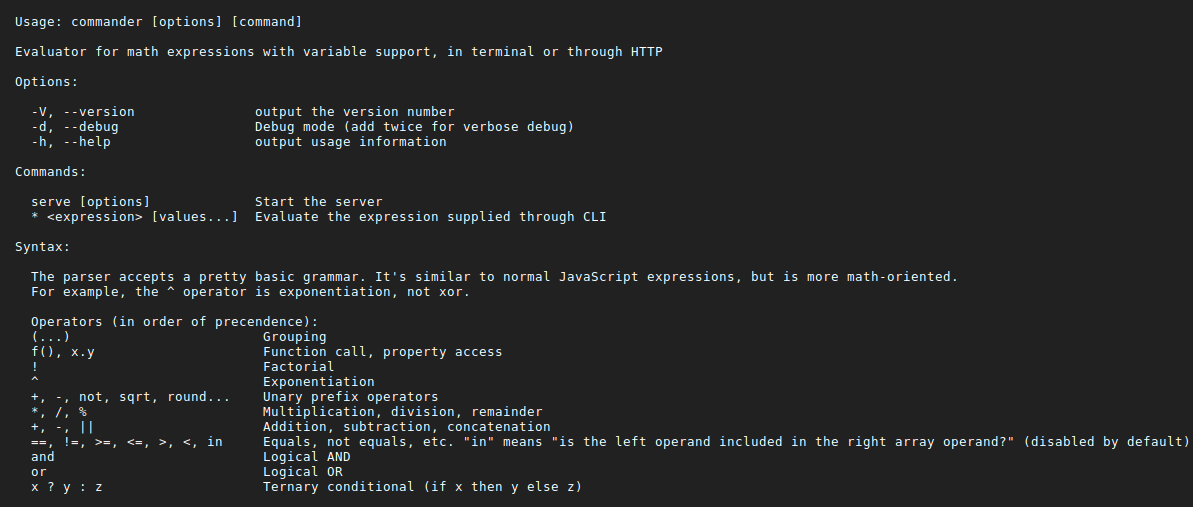 Usage: commander [options] [command]
Evaluator for math expressions with variable support, in terminal or through HTTP
Options:
-V, --version output the version number
-d, --debug Debug mode (add twice for verbose debug)
-h, --help output usage information
Commands:
serve [options] Start the server
* <expression> [values...] Evaluate the expression supplied through CLI
Syntax:
The parser accepts a pretty basic grammar. It's similar to normal JavaScript expressions, but is more math-oriented.
For example, the ^ operator is exponentiation, not xor.
Operators (in order of precendence):
(...) Grouping
f(), x.y Function call, property access
! Factorial
^ Exponentiation
+, -, not, sqrt, round... Unary prefix operators
*, /, % Multiplication, division, remainder
+, -, || Addition, subtraction, concatenation
==, !=, >=, <=, >, <, in Equals, not equals, etc. "in" means "is the left operand included in the right array operand?" (disabled by default)
and Logical AND
or Logical OR
x ? y : z Ternary conditional (if x then y else z)